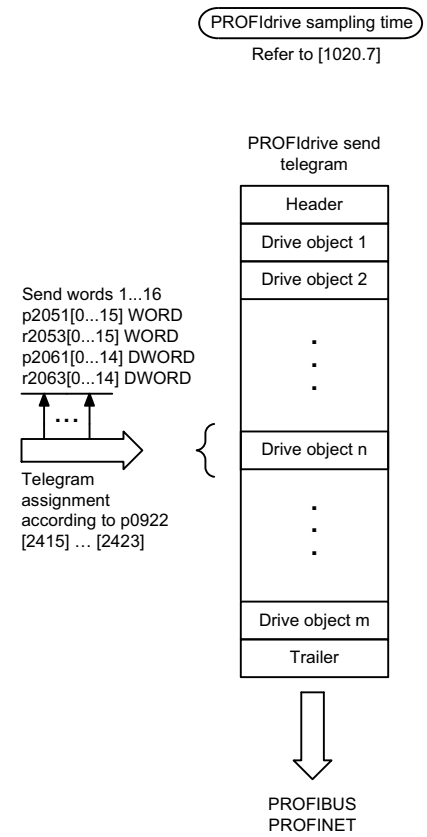 PROFIdrive sampling time
Refer to [1020.7]
PROFIdrive send
telegram
Header
Drive object 1
Drive object 2
Send words 1...16
p2051[0...15] WORD
r2053[0...15] WORD
p2061[0...14] DWORD
r2063[0...14] DWORD
...
Drive object n
Telegram
assignment
according to p0922
[2415] … [2423]
Drive object m
Trailer
PROFIBUS
PROFINET